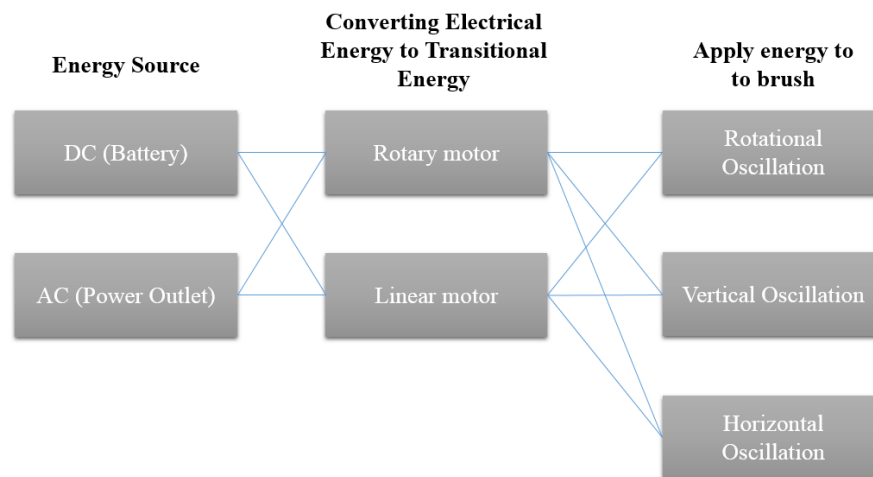 Energy Source
Converting Electrical
Energy to Transitional
Energy
Apply energy to
to brush
DC (Battery)
Rotary motor
Rotational
Oscillation
AC (Power Outlet)
Linear motor
Vertical Oscillation
Horizontal
Oscillation